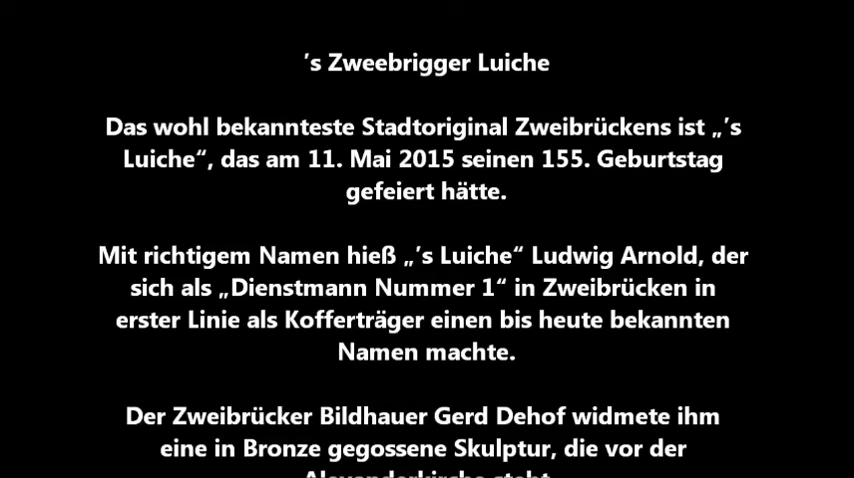 ’s Zweebrigger Luiche
Das wohl bekannteste Stadtoriginal Zweibrückens ist „’s
Luiche“, das am 11. Mai 2015 seinen 155. Geburtstag
gefeiert hätte.
Mit richtigem Namen hieß „’s Luiche“ Ludwig Arnold, der
sich als „Dienstmann Nummer 1“ in Zweibrücken in
erster Linie als Kofferträger einen bis heute bekannten
Namen machte.
Der Zweibrücker Bildhauer Gerd Dehof widmete ihm
eine in Bronze gegossene Skulptur, die vor der
Alexanderkirche steht